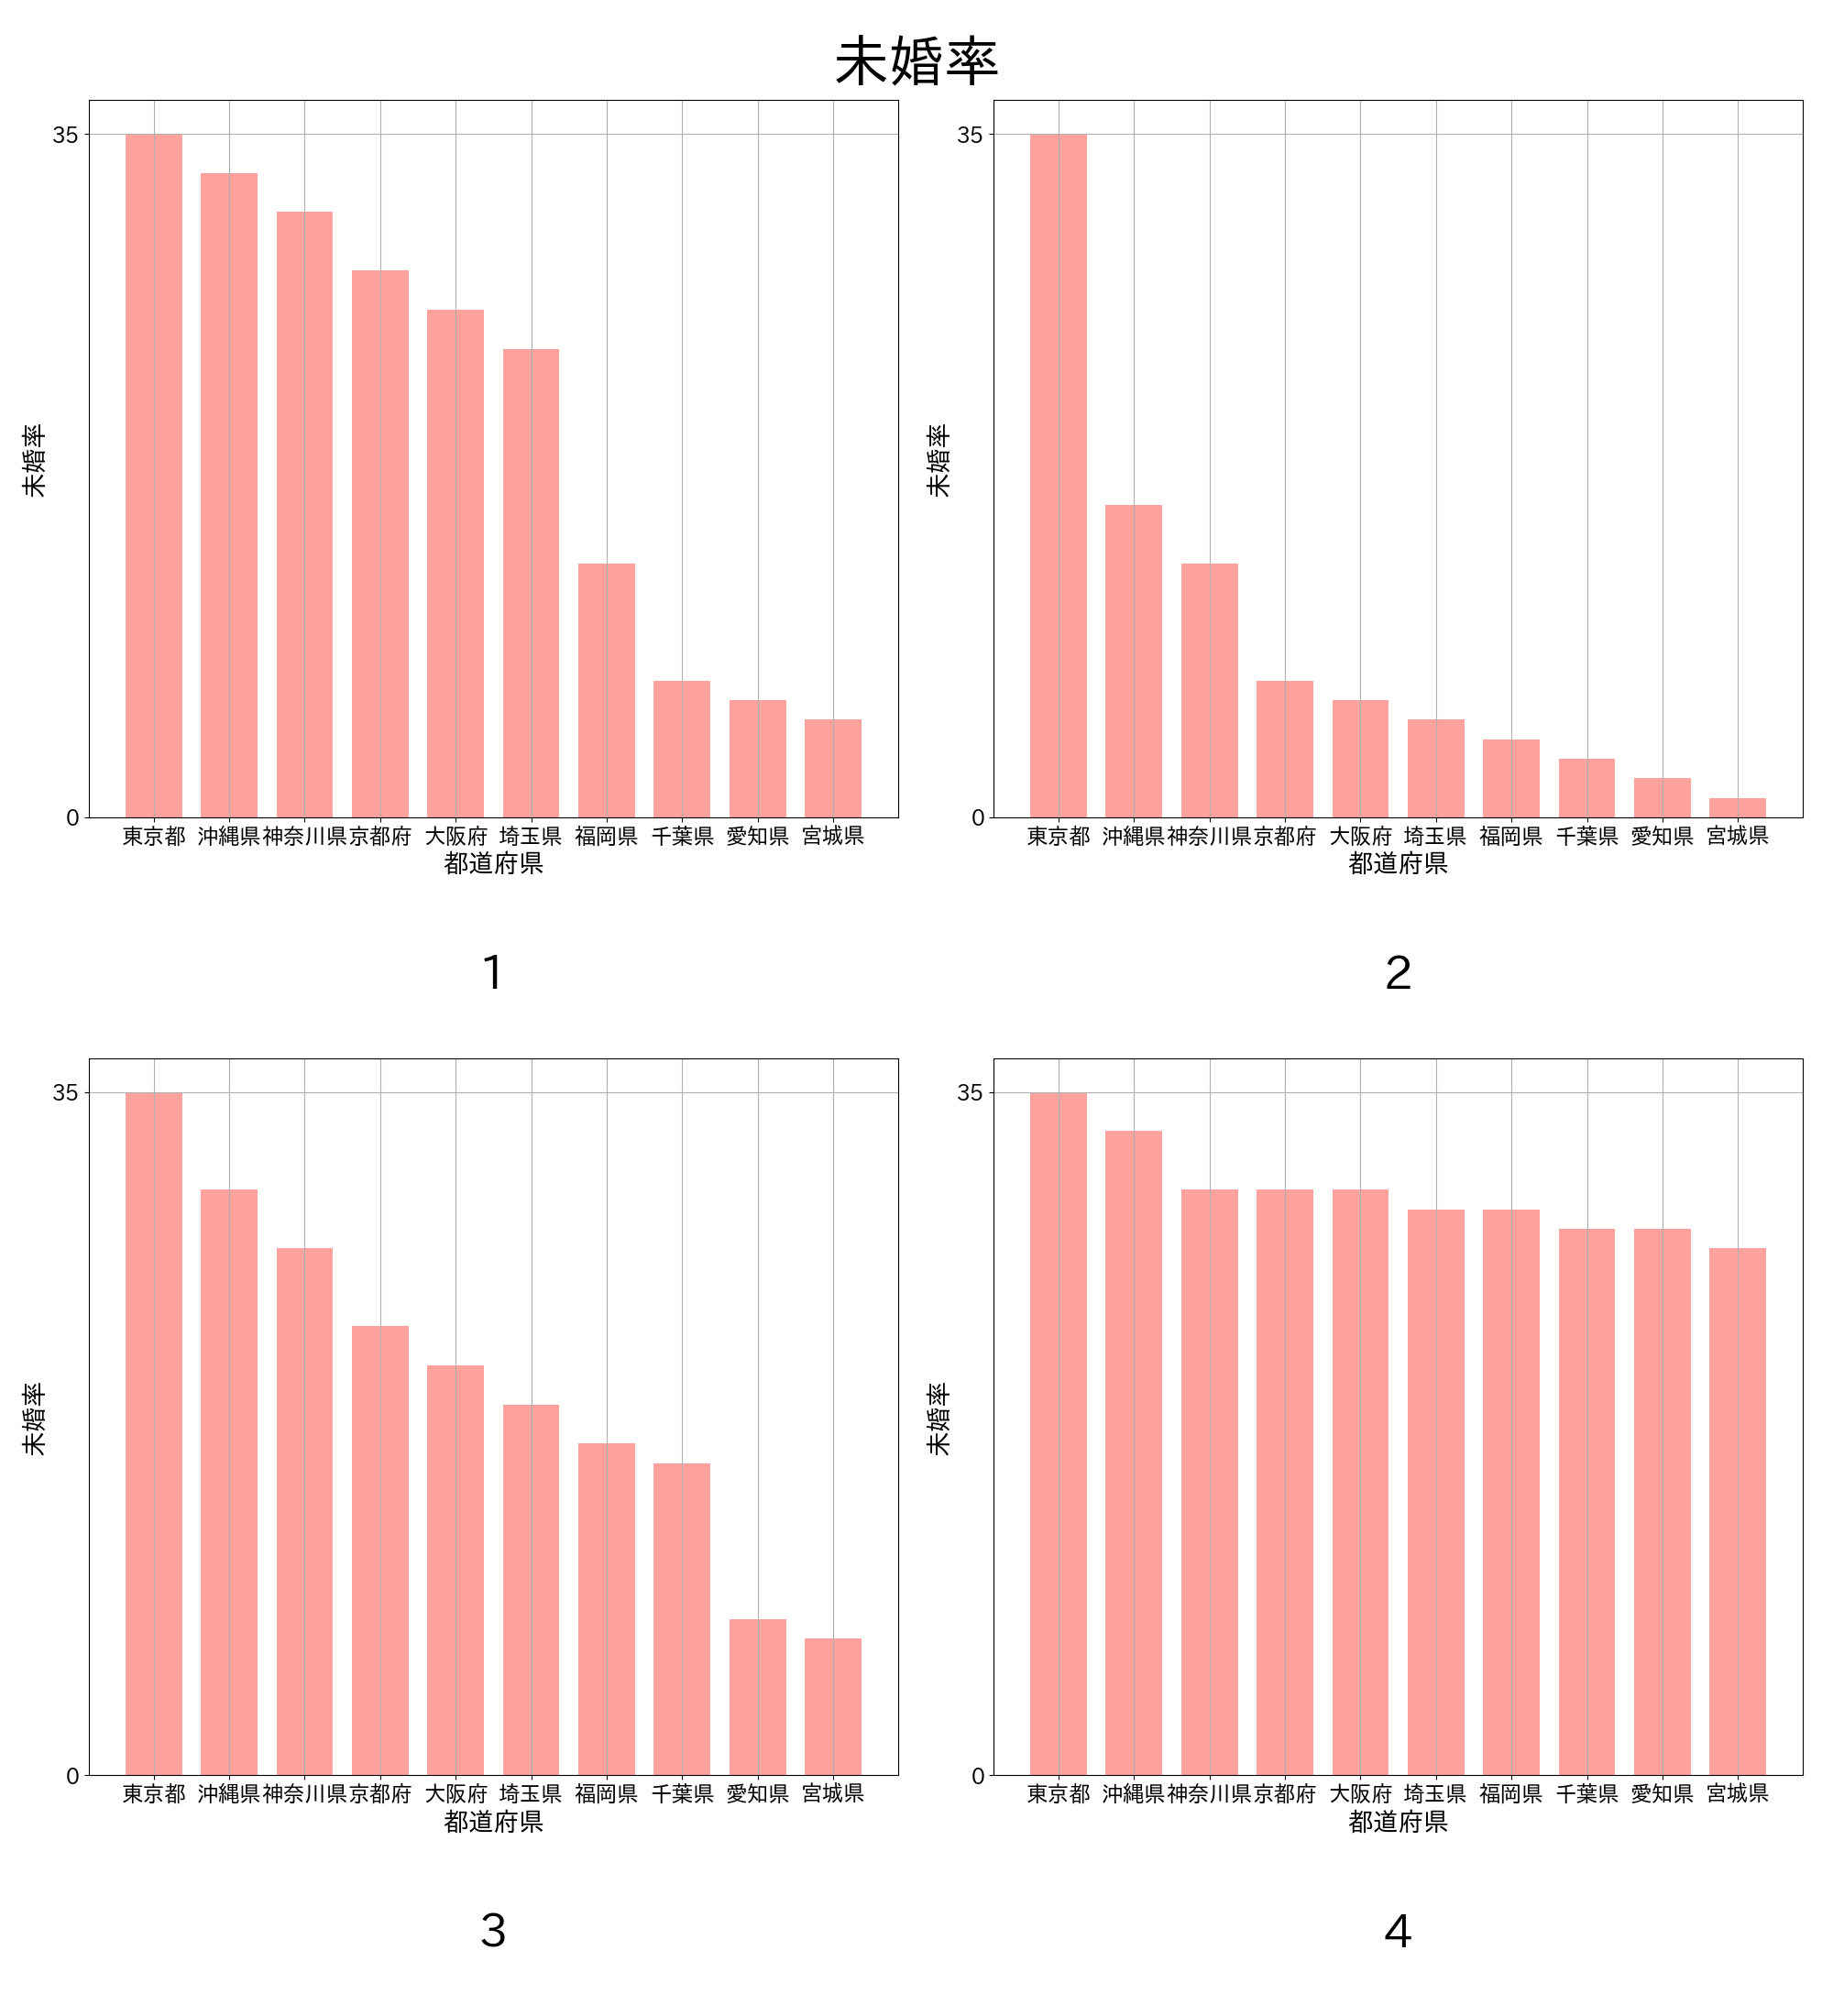 未婚率
35
0
未婚率
東京都 沖縄県 神奈川県 京都府 大阪府 埼玉県 福岡県 千葉県 愛知県 宮城県
都道府県
1
35
0
未婚率
東京都 沖縄県 神奈川県 京都府 大阪府 埼玉県 福岡県 千葉県 愛知県 宮城県
都道府県
2
35
0
未婚率
東京都 沖縄県 神奈川県 京都府 大阪府 埼玉県 福岡県 千葉県 愛知県 宮城県
都道府県
3
35
0
未婚率
東京都 沖縄県 神奈川県 京都府 大阪府 埼玉県 福岡県 千葉県 愛知県 宮城県
都道府県
4